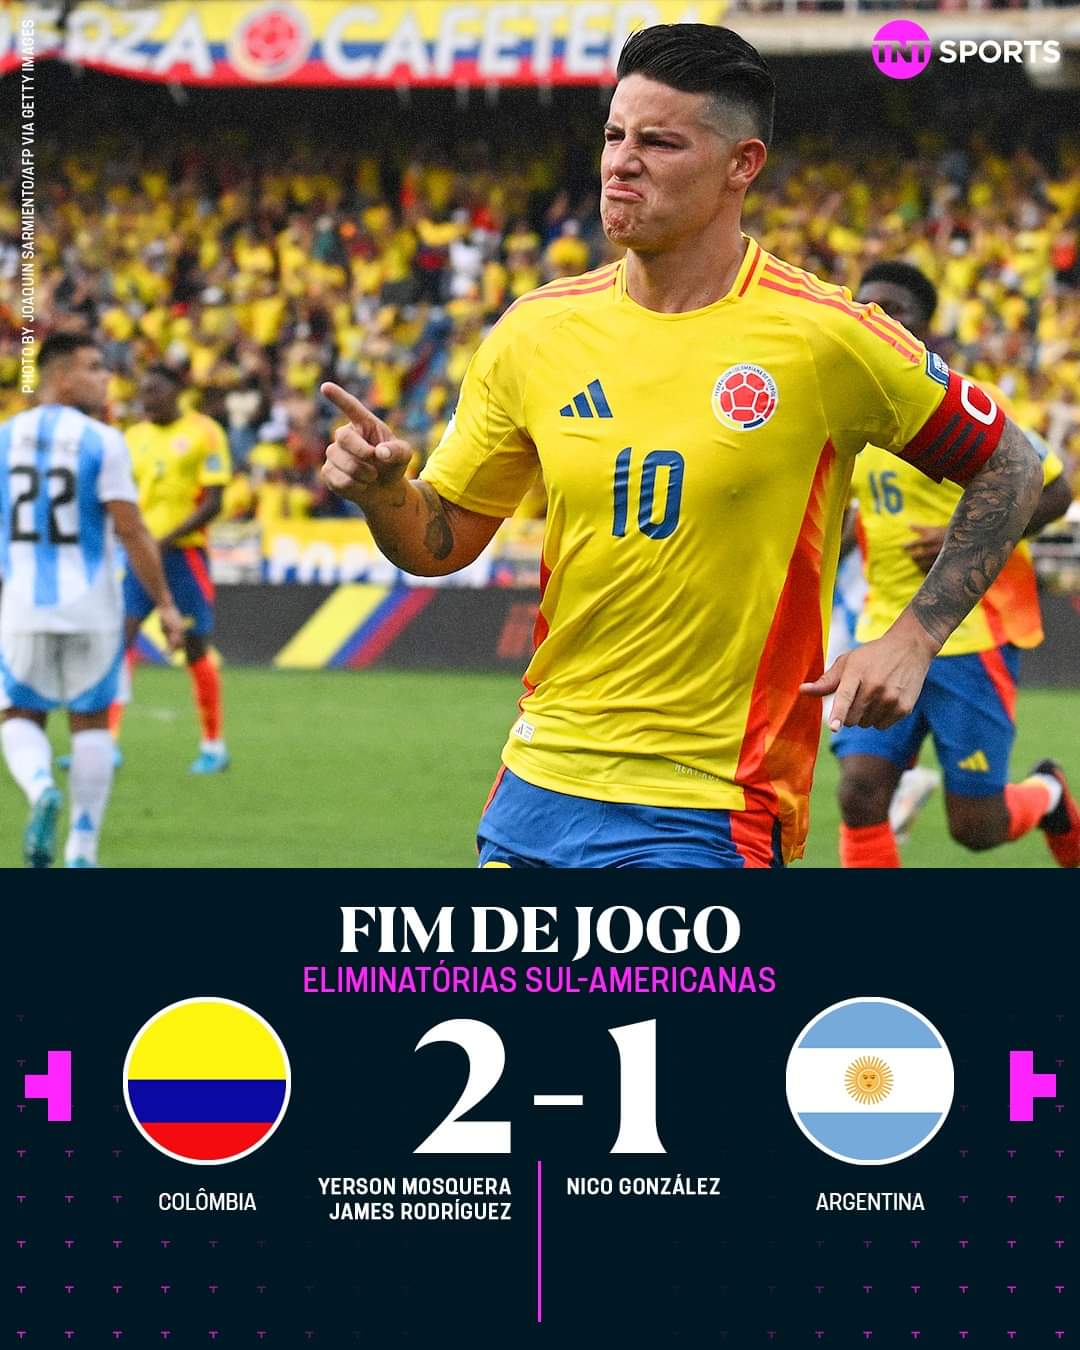 ERZA CAFETER
TNT SPORTS
PHOTO BY JOAQUIN SARMIENTO/AFP VIA GETTY IMAGES
22
10
16
C
FIM DE JOGO
ELIMINATÓRIAS SUL-AMERICANAS
2-1
COLÔMBIA
YERSON MOSQUERA
JAMES RODRÍGUEZ
NICO GONZÁLEZ
ARGENTINA